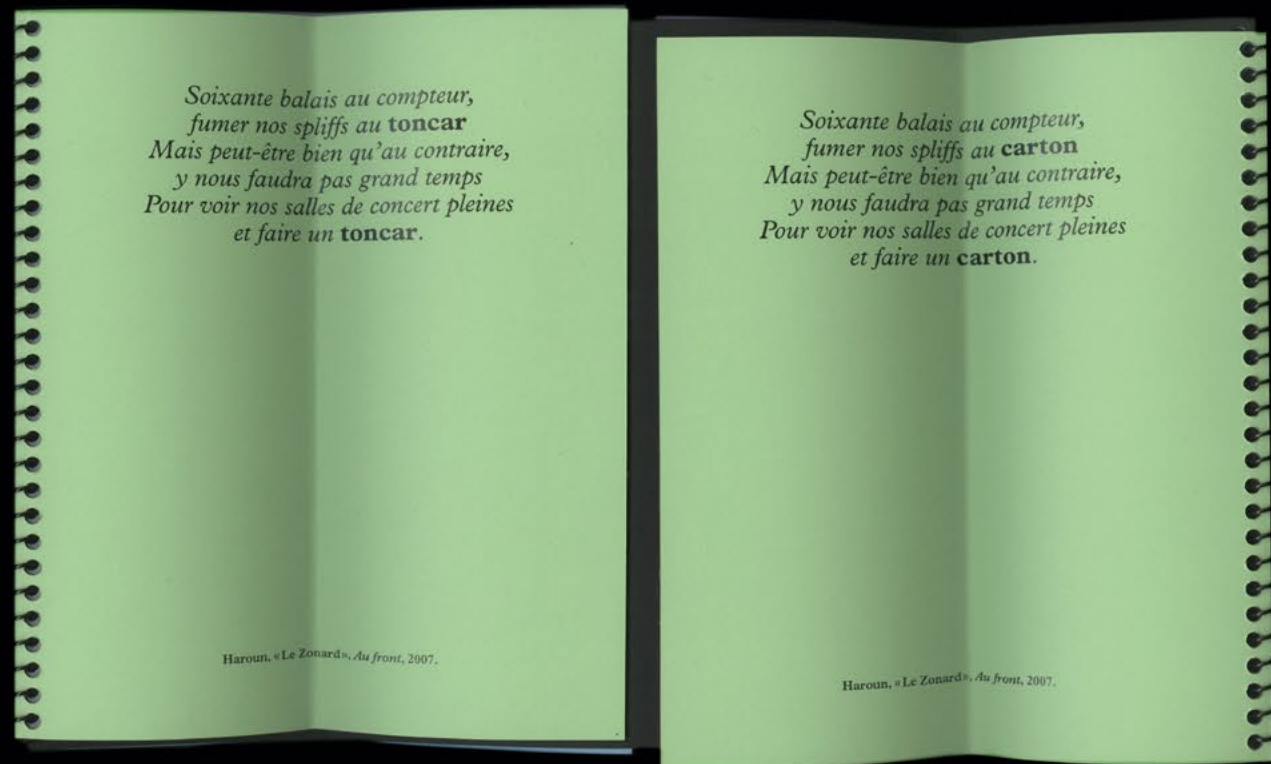 Soixante balais au compteur,
fumer nos spliffs au toncar
Mais peut-être bien qu'au contraire,
y nous faudra pas grand temps
Pour voir nos salles de concert pleines
et faire un toncar.
Haroun, «Le Zonard», Au front, 2007.
Soixante balais au compteur,
fumer nos spliffs au carton
Mais peut-être bien qu'au contraire,
y nous faudra pas grand temps
Pour voir nos salles de concert pleines
et faire un carton.
Haroun, «Le Zonard», Au front, 2007.